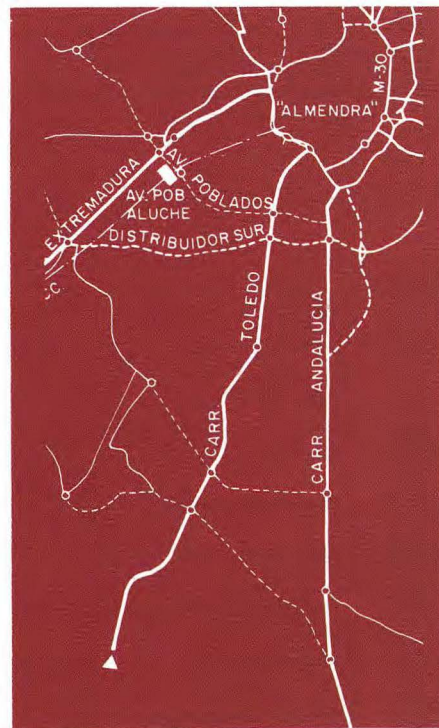 M-30
"ALMENDRA"
AV. POBLADOS
EXTREMADURA
AV. POB
ALUCHE
DISTRIBUIDOR SUR
CARR. TOLEDO
CARR ANDALUCIA